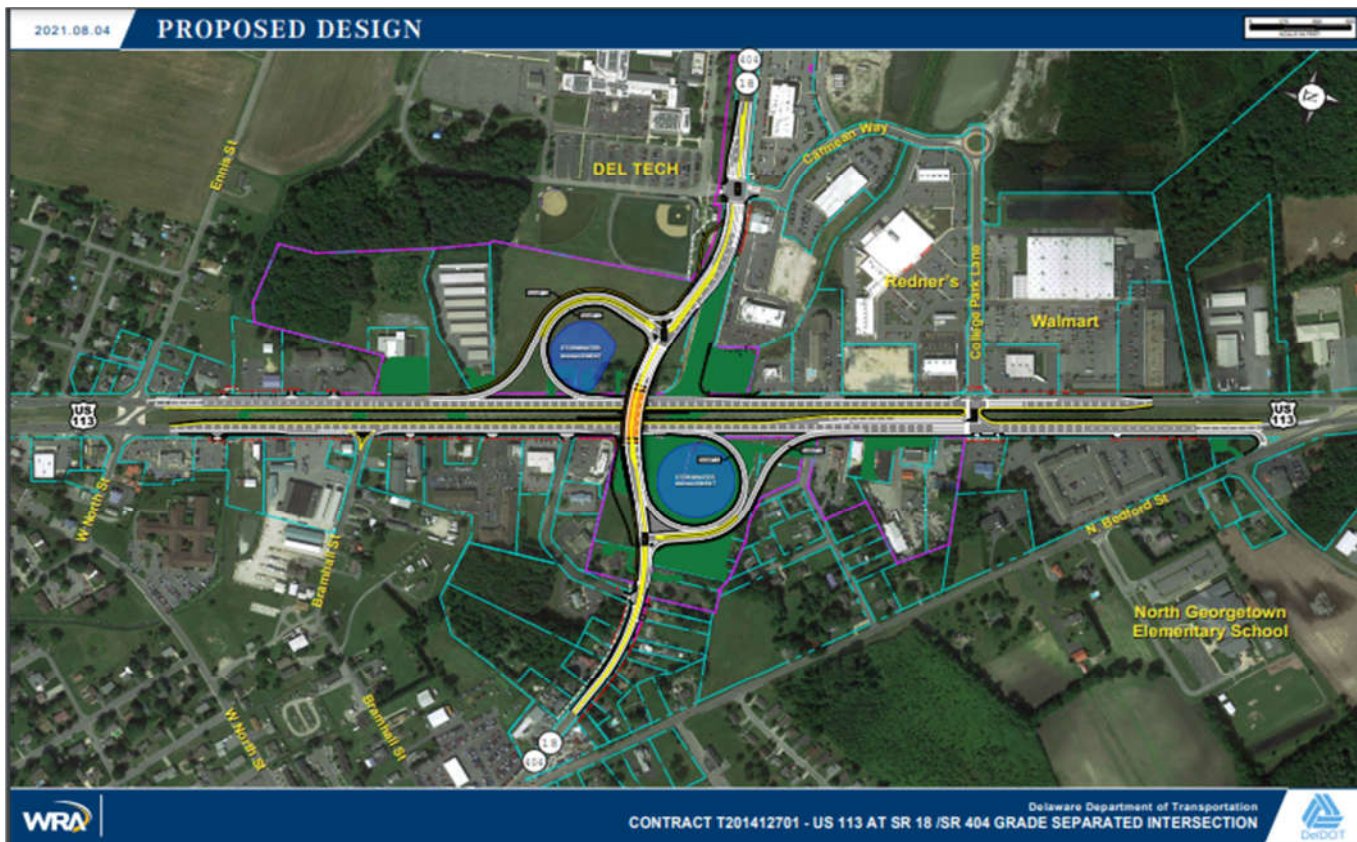 2021.08.04
PROPOSED DESIGN
404
18
Ennis St
DEL TECH
Carmean Way
Redner's
College Park Lane
Walmart
STORMWATER
MANAGEMENT
US
113
US
113
STORMWATER
MANAGEMENT
W North St
Bramhall St
N. Bedford St
North Georgetown
Elementary School
W North St
Bramhall St
18
404
WRA
Delaware Department of Transportation
CONTRACT T201412701 - US 113 AT SR 18 /SR 404 GRADE SEPARATED INTERSECTION
DelDOT